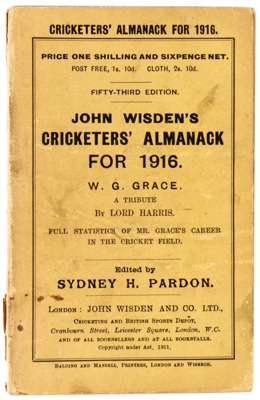 CRICKETERS' ALMANACK FOR 1916.
PRICE ONE SHILLING AND SIXPENCE NET.
POST FREE, 1s. 10d. CLOTH, 2s. 10d.
FIFTY-THIRD EDITION.
JOHN WISDEN'S
CRICKETERS' ALMANACK
FOR 1916.
W. G. GRACE.
A TRIBUTE
BY LORD HARRIS.
FULL STATISTICS OF MR. GRACE'S CAREER
IN THE CRICKET FIELD.
Edited by
SYDNEY H. PARDON.
LONDON: JOHN WISDEN AND CO. LTD.,
CRICKETING AND BRITISH SPORTS DEPÔT,
Cranbourn Street, Leicester Square, London, W.C.
AND OF ALL BOOKSELLERS AND AT ALL BOOKSTALLS.
Copyright under Act, 1911.
BALDING AND MANSELL, PRINTERS, LONDON AND WISBECH.